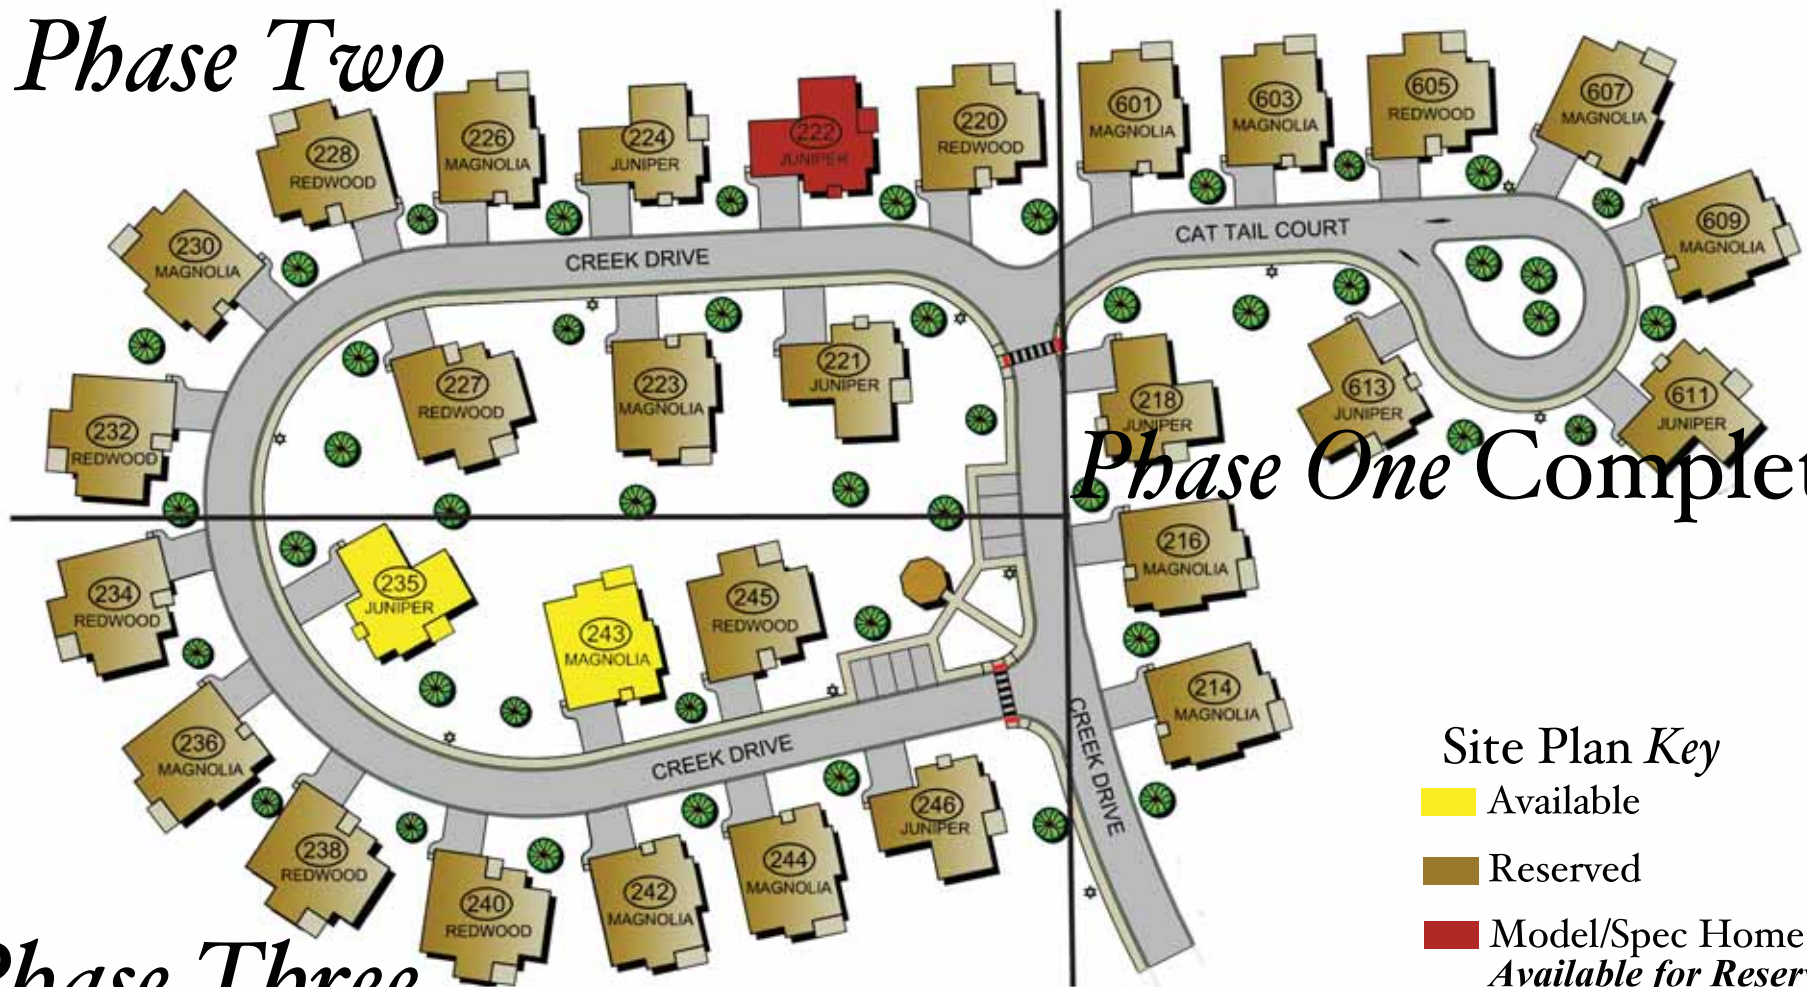 Phase Two
228
REDWOOD
226
MAGNOLIA
224
JUNIPER
222
JUNIPER
220
REDWOOD
601
MAGNOLIA
603
MAGNOLIA
605
REDWOOD
607
MAGNOLIA
230
MAGNOLIA
CREEK DRIVE
CAT TAIL COURT
609
MAGNOLIA
232
REDWOOD
227
REDWOOD
223
MAGNOLIA
221
JUNIPER
218
JUNIPER
613
JUNIPER
611
JUNIPER
Phase One Complet
234
REDWOOD
235
JUNIPER
243
MAGNOLIA
245
REDWOOD
216
MAGNOLIA
214
MAGNOLIA
236
MAGNOLIA
CREEK DRIVE
CREEK DRIVE
238
REDWOOD
240
REDWOOD
242
MAGNOLIA
244
MAGNOLIA
246
JUNIPER
Phase Three
Site Plan Key
Available
Reserved
Model/Spec Home
Available for Reserv